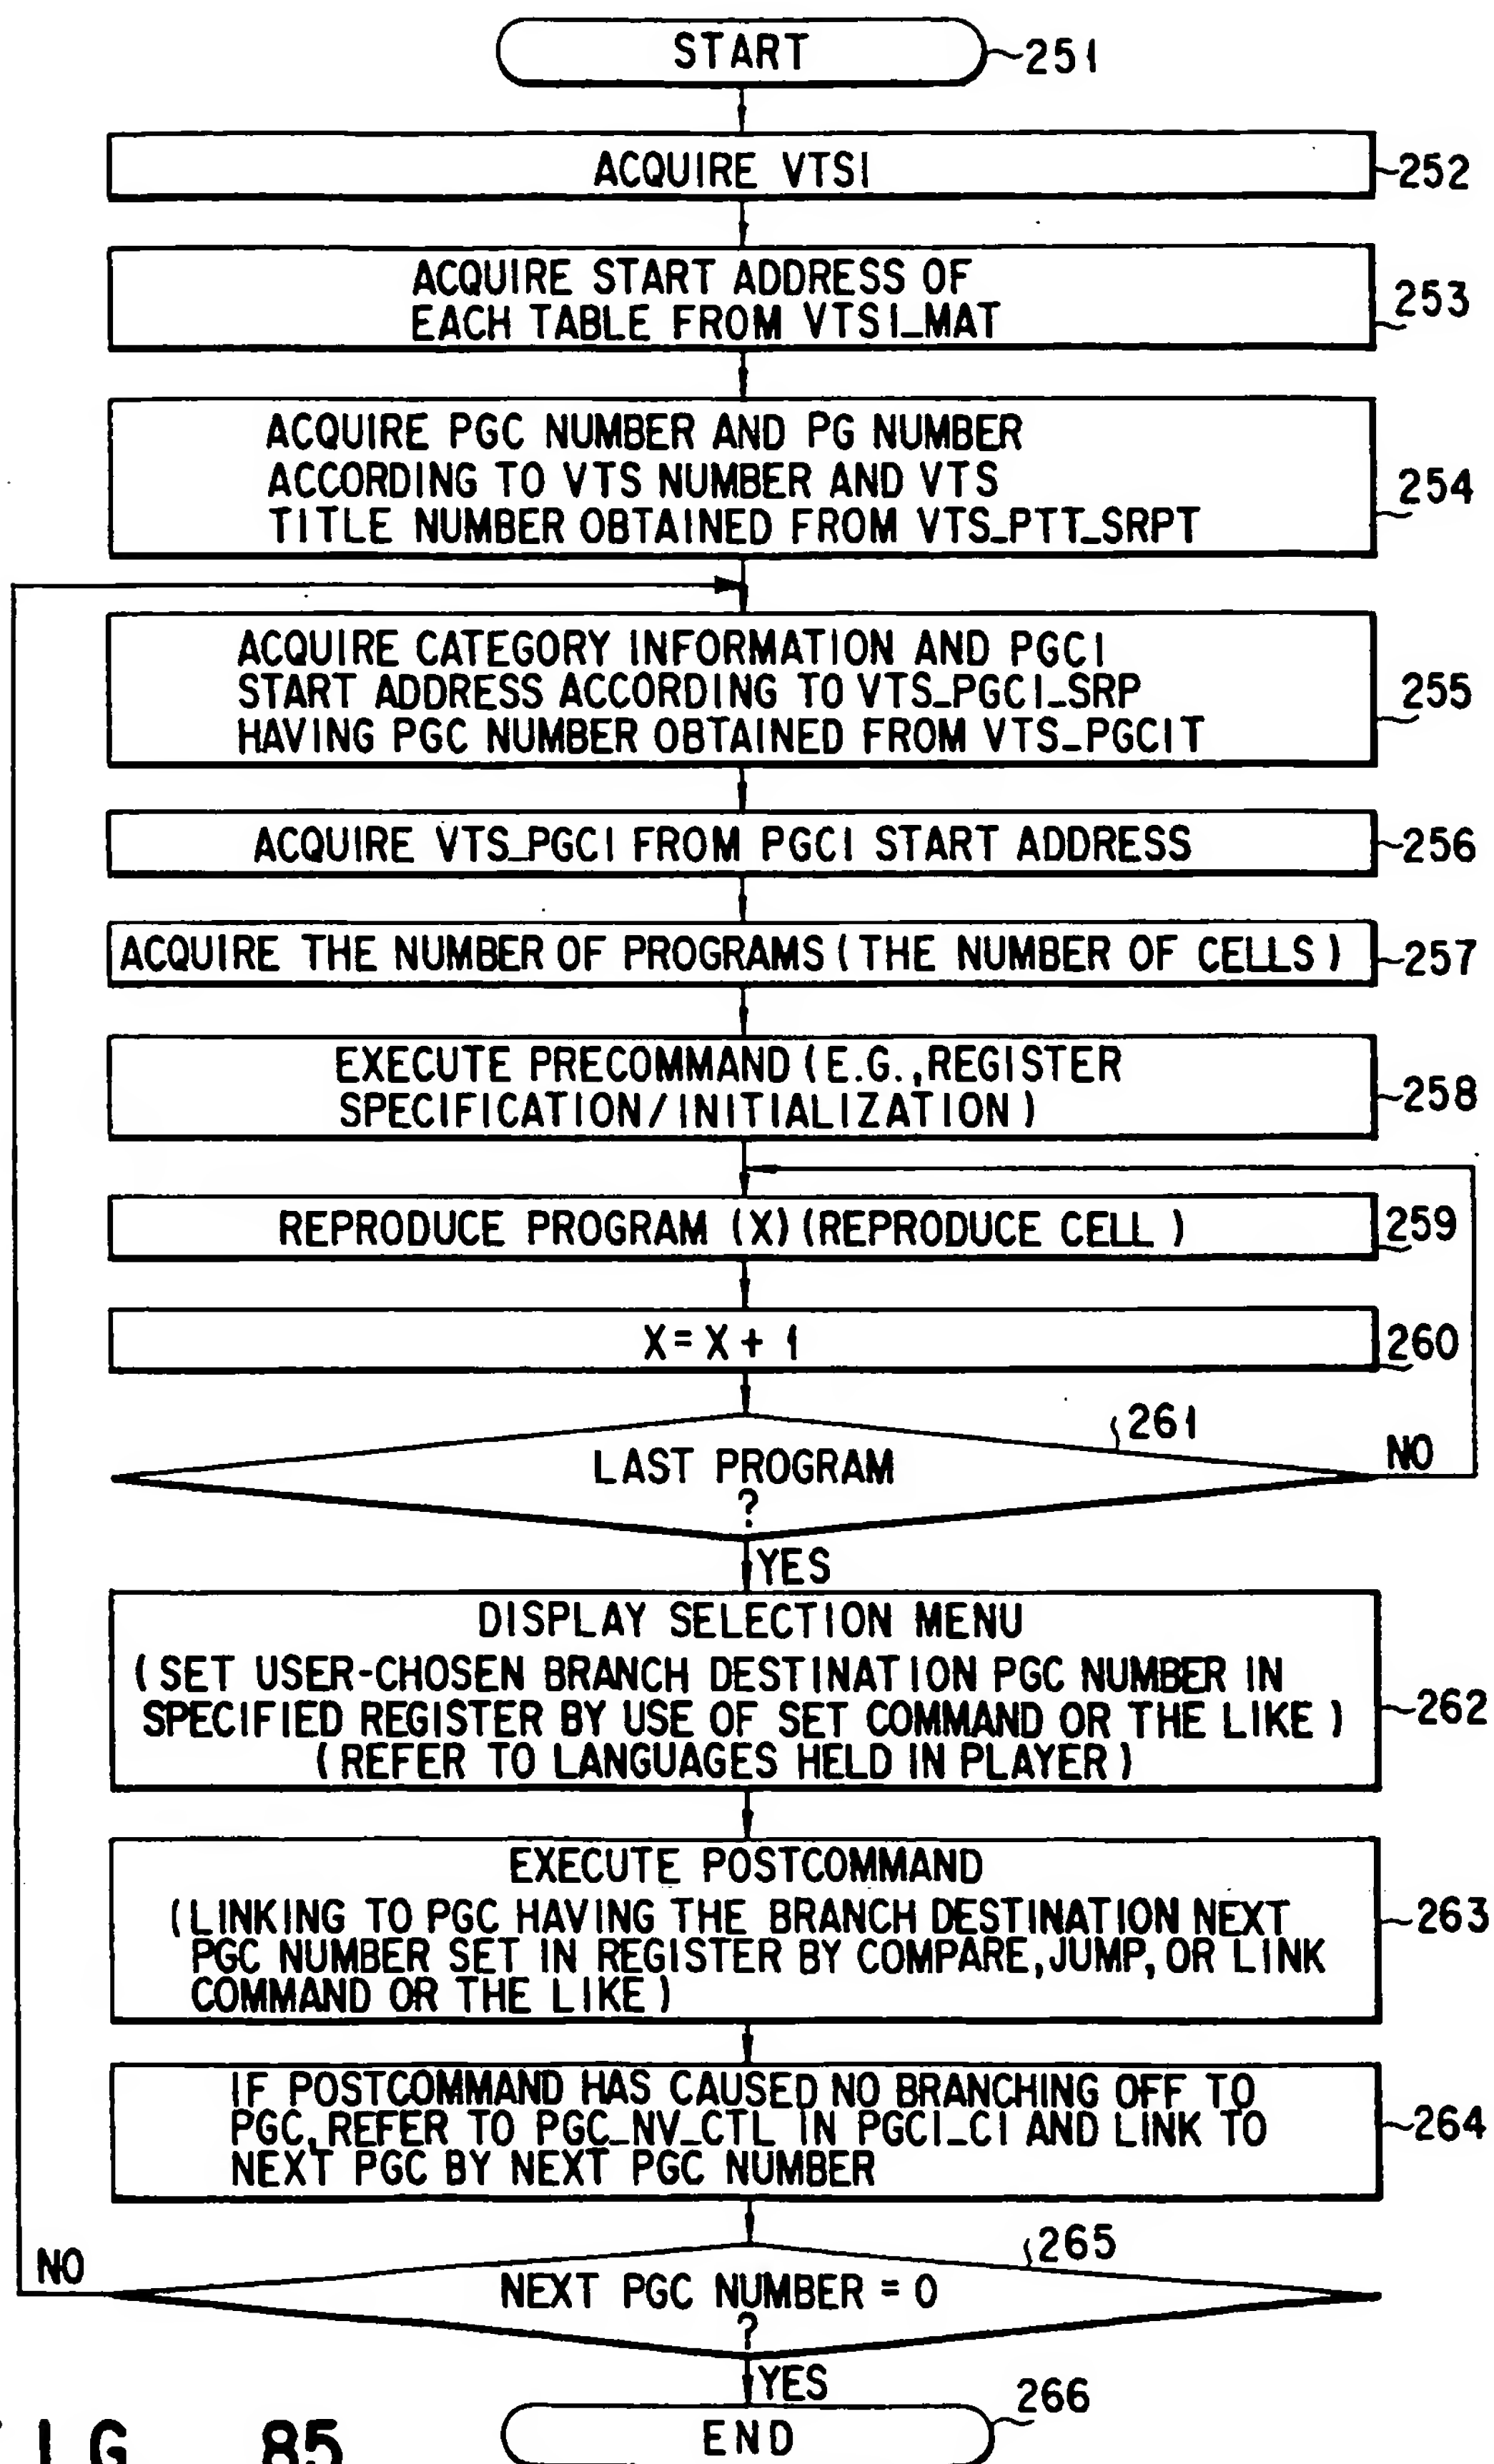 START
251
ACQUIRE VTSI
252
ACQUIRE START ADDRESS OF
EACH TABLE FROM VTSI_MAT
253
ACQUIRE PGC NUMBER AND PG NUMBER
ACCORDING TO VTS NUMBER AND VTS
TITLE NUMBER OBTAINED FROM VTS_PTT_SRPT
254
ACQUIRE CATEGORY INFORMATION AND PGCI
START ADDRESS ACCORDING TO VTS_PGCI_SRP
HAVING PGC NUMBER OBTAINED FROM VTS_PGCIT
255
ACQUIRE VTS_PGCI FROM PGCI START ADDRESS
256
ACQUIRE THE NUMBER OF PROGRAMS (THE NUMBER OF CELLS)
257
EXECUTE PRECOMMAND (E.G.,REGISTER
SPECIFICATION/INITIALIZATION)
258
REPRODUCE PROGRAM (X) (REPRODUCE CELL)
259
X=X+1
260
261
LAST PROGRAM
?
NO
YES
DISPLAY SELECTION MENU
(SET USER-CHOSEN BRANCH DESTINATION PGC NUMBER IN
SPECIFIED REGISTER BY USE OF SET COMMAND OR THE LIKE)
(REFER TO LANGUAGES HELD IN PLAYER)
262
EXECUTE POSTCOMMAND
(LINKING TO PGC HAVING THE BRANCH DESTINATION NEXT
PGC NUMBER SET IN REGISTER BY COMPARE,JUMP,OR LINK
COMMAND OR THE LIKE)
263
IF POSTCOMMAND HAS CAUSED NO BRANCHING OFF TO
PGC,REFER TO PGC_NV_CTL IN PGCI_CI AND LINK TO
NEXT PGC BY NEXT PGC NUMBER
264
265
NO
NEXT PGC NUMBER = 0
?
YES
END
266
IG. 85